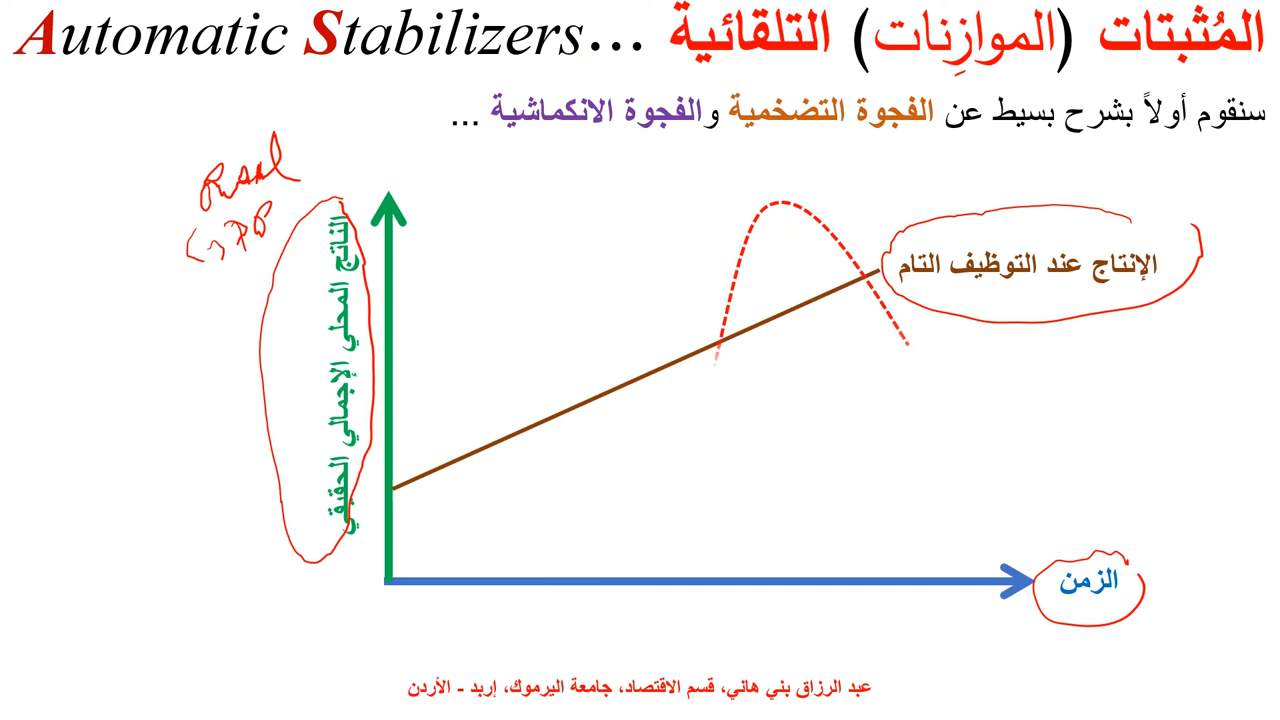 المُثبتات (الموازِنات) التلقائية ...Automatic Stabilizers
سنقوم أولاً بشرح بسيط عن الفجوة التضخمية والفجوة الانكماشية ...
Real
الناتج المحلي الإجمالي الحقيقي
الإنتاج عند التوظيف التام
الزمن
عبد الرزاق بني هاني، قسم الاقتصاد، جامعة اليرموك، إربد - الأردن